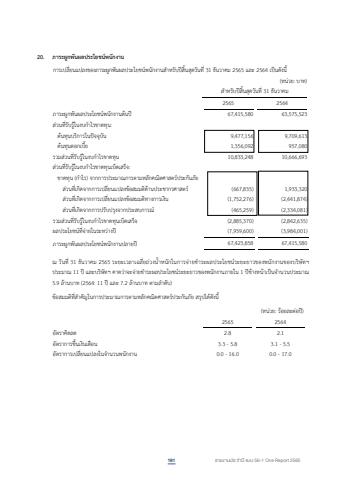 20. ภาระผูกพันผลประโยชน์พนักงาน
การเปลี่ยนแปลงของภาระผูกพันผลประโยชน์พนักงานสำหรับปีสิ้นสุดวันที่ 31 ธันวาคม 2565 และ 2564 เป็นดังนี้
(หน่วย: บาท)
สำหรับปีสิ้นสุดวันที่ 31 ธันวาคม
2565 2564
ภาระผูกพันผลประโยชน์พนักงานต้นปี 67,415,580 63,575,523
ส่วนที่รับรู้ในงบกำไรขาดทุน:
ต้นทุนบริการในปัจจุบัน 9,477,156 9,709,613
ต้นทุนดอกเบี้ย 1,356,092 957,080
รวมส่วนที่รับรู้ในงบกำไรขาดทุน 10,833,248 10,666,693
ส่วนที่รับรู้ในงบกำไรขาดทุนเบ็ดเสร็จ:
ขาดทุน (กำไร) จากการประมาณการตามหลักคณิตศาสตร์ประกันภัย
ส่วนที่เกิดจากการเปลี่ยนแปลงข้อสมมติด้านประชากรศาสตร์ (667,835) 1,933,320
ส่วนที่เกิดจากการเปลี่ยนแปลงข้อสมมติทางการเงิน (1,752,276) (2,441,874)
ส่วนที่เกิดจากการปรับปรุงจากประสบการณ์ (465,259) (2,334,081)
รวมส่วนที่รับรู้ในงบกำไรขาดทุนเบ็ดเสร็จ (2,885,370) (2,842,635)
ผลประโยชน์ที่จ่ายในระหว่างปี (7,939,600) (3,984,001)
ภาระผูกพันผลประโยชน์พนักงานปลายปี 67,423,858 67,415,580
ณ วันที่ 31 ธันวาคม 2565 ระยะเวลาเฉลี่ยถ่วงน้ำหนักในการจ่ายชำระผลประโยชน์ระยะยาวของพนักงานของบริษัทฯ
ประมาณ 11 ปี และบริษัทฯ คาดว่าจะจ่ายชำระผลประโยชน์ระยะยาวของพนักงานภายใน 1 ปีข้างหน้าเป็นจำนวนประมาณ
5.9 ล้านบาท (2564: 11 ปี และ 7.2 ล้านบาท ตามลำดับ)
ข้อสมมติที่สำคัญในการประมาณการตามหลักคณิตศาสตร์ประกันภัย สรุปได้ดังนี้
(หน่วย: ร้อยละต่อปี)
2565 2564
อัตราคิดลด 2.8 2.1
อัตราการขึ้นเงินเดือน 3.3 - 5.8 3.1 - 5.5
อัตราการเปลี่ยนแปลงในจำนวนพนักงาน 0.0 - 16.0 0.0 - 17.0
181 รายงานประจำปี แบบ 56-1 One Report 2565